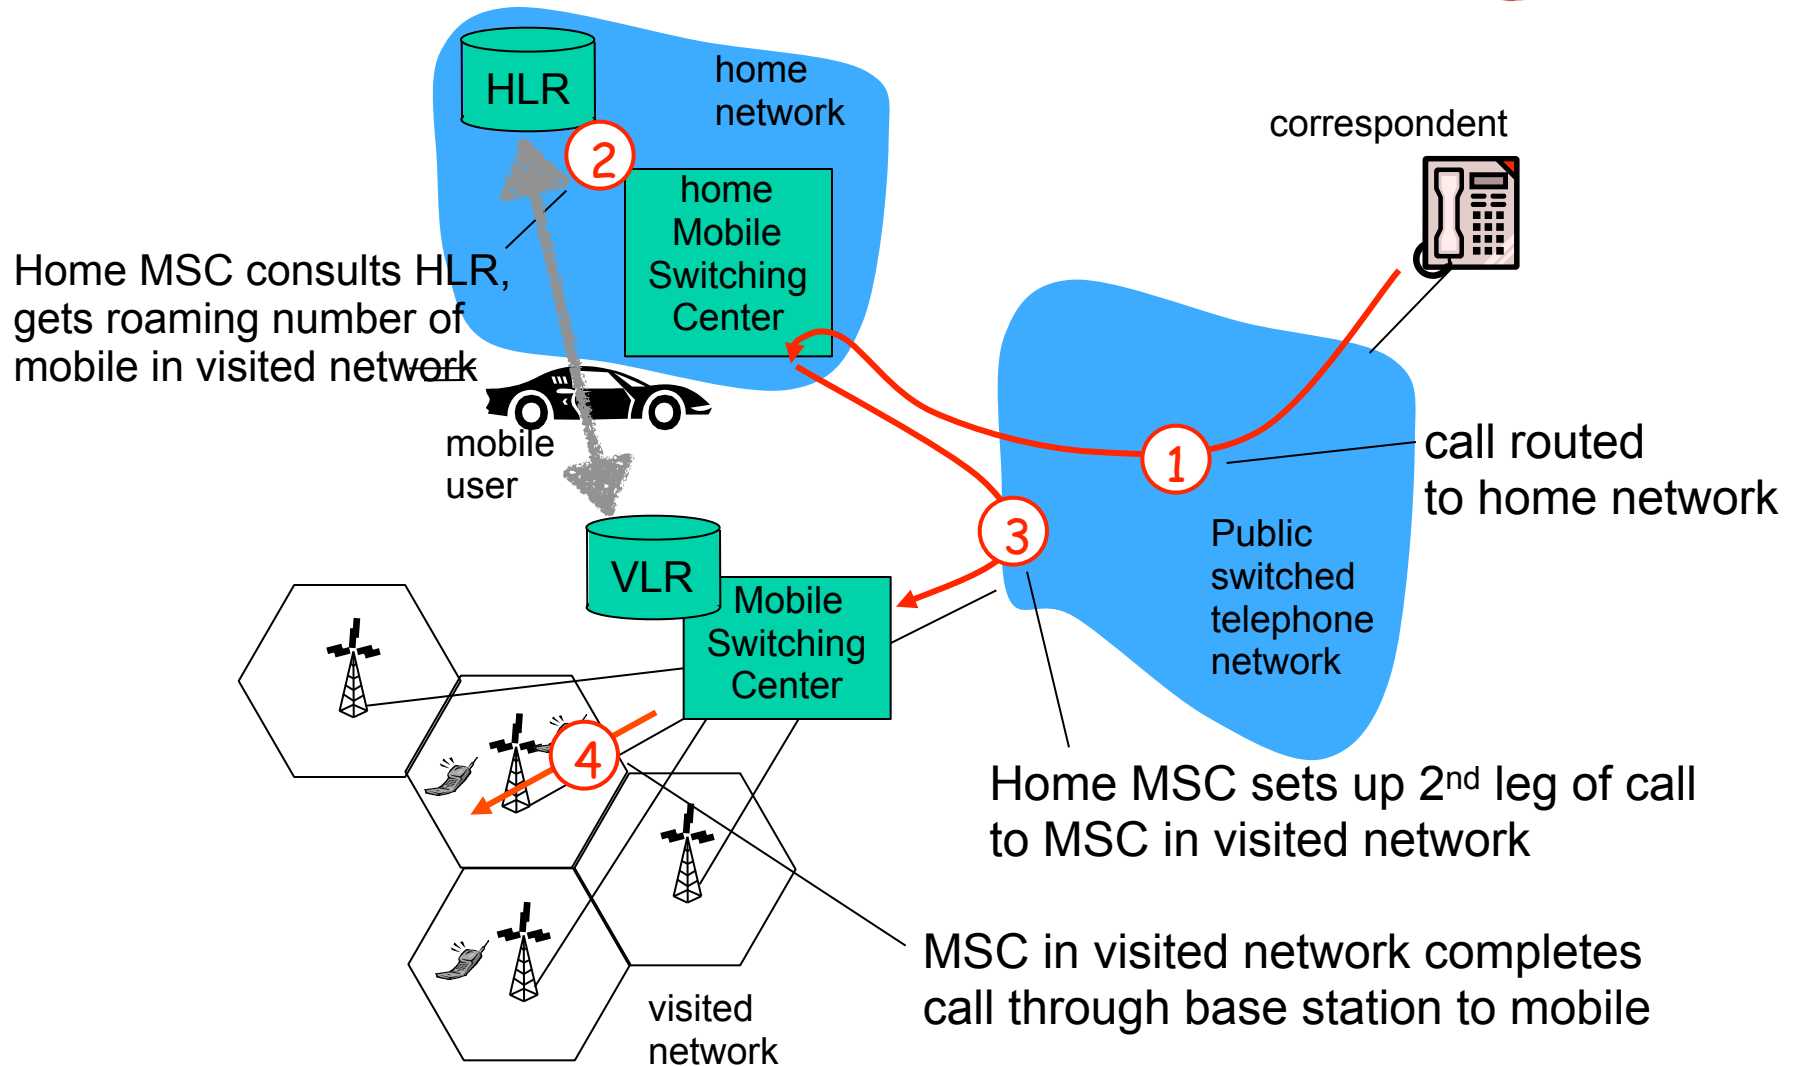 HLR
home
network
correspondent
2
home
Mobile
Switching
Center
Home MSC consults HLR,
gets roaming number of
mobile in visited network
mobile
user
1
call routed
to home network
3
Public
switched
telephone
network
VLR
Mobile
Switching
Center
4
Home MSC sets up 2nd leg of call
to MSC in visited network
MSC in visited network completes
call through base station to mobile
visited
network